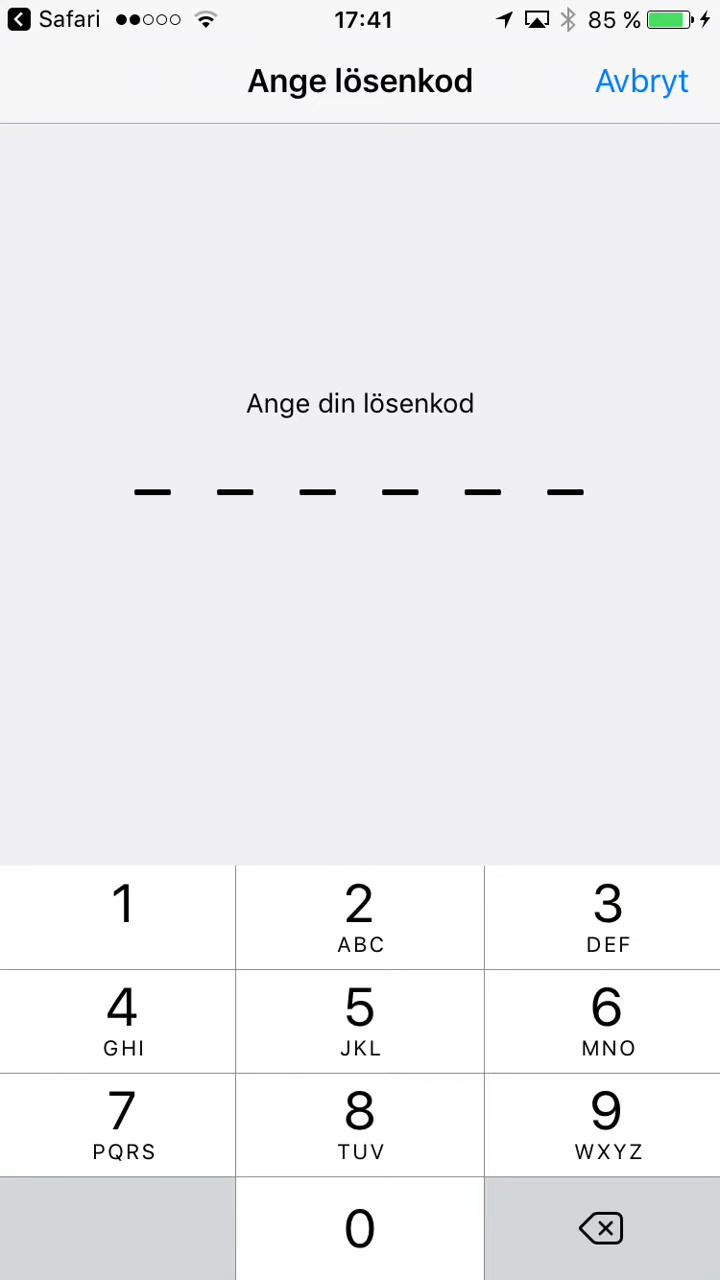 Safari 17:41 85 %
Ange lösenkod Avbryt
Ange din lösenkod
1 2 3
ABC DEF
4 5 6
GHI JKL MNO
7 8 9
PQRS TUV WXYZ
0